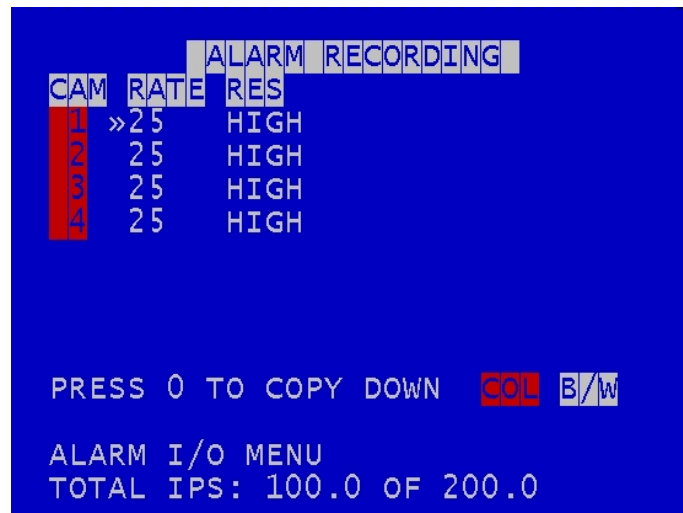 ALARM RECORDING
CAM RATE RES
1 »25 HIGH
2 25 HIGH
3 25 HIGH
4 25 HIGH
PRESS 0 TO COPY DOWN COL B/W
ALARM I/O MENU
TOTAL IPS: 100.0 OF 200.0